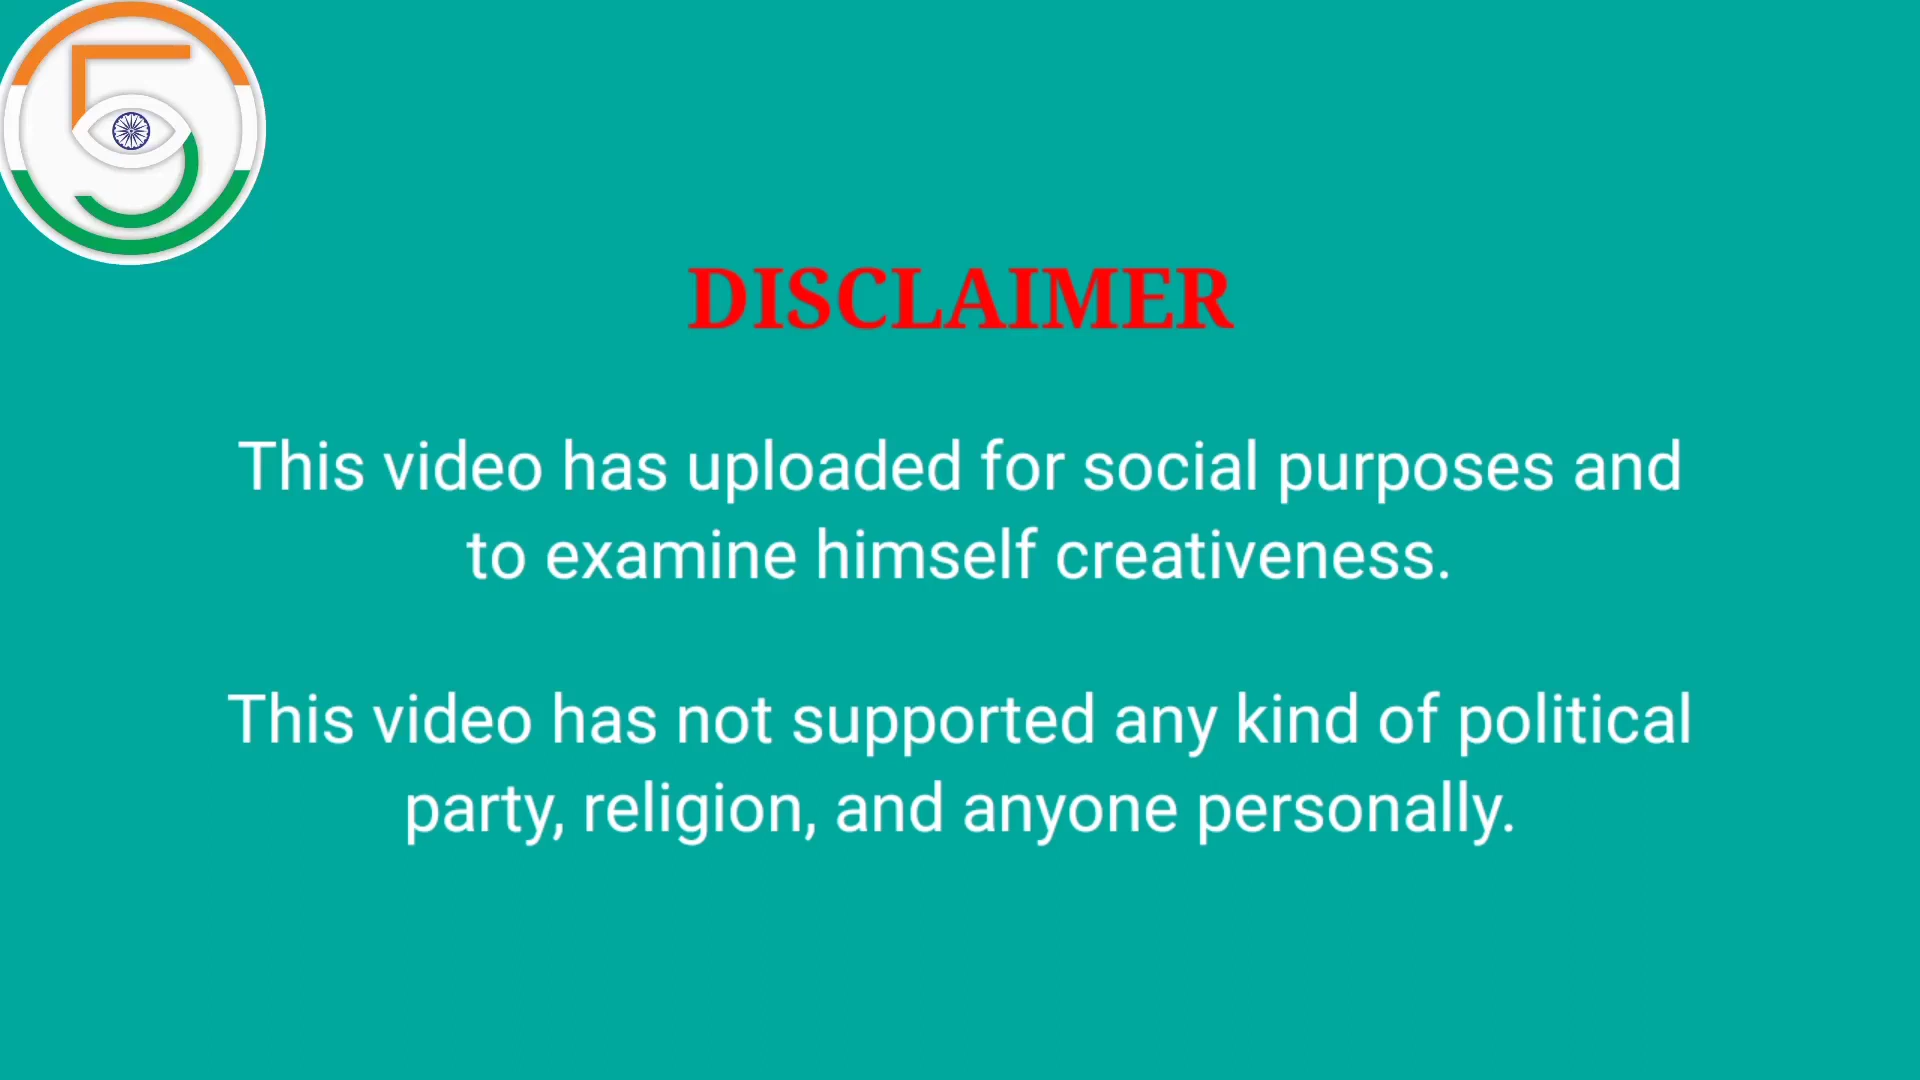 5
DISCLAIMER
This video has uploaded for social purposes and
to examine himself creativeness.
This video has not supported any kind of political
party, religion, and anyone personally.